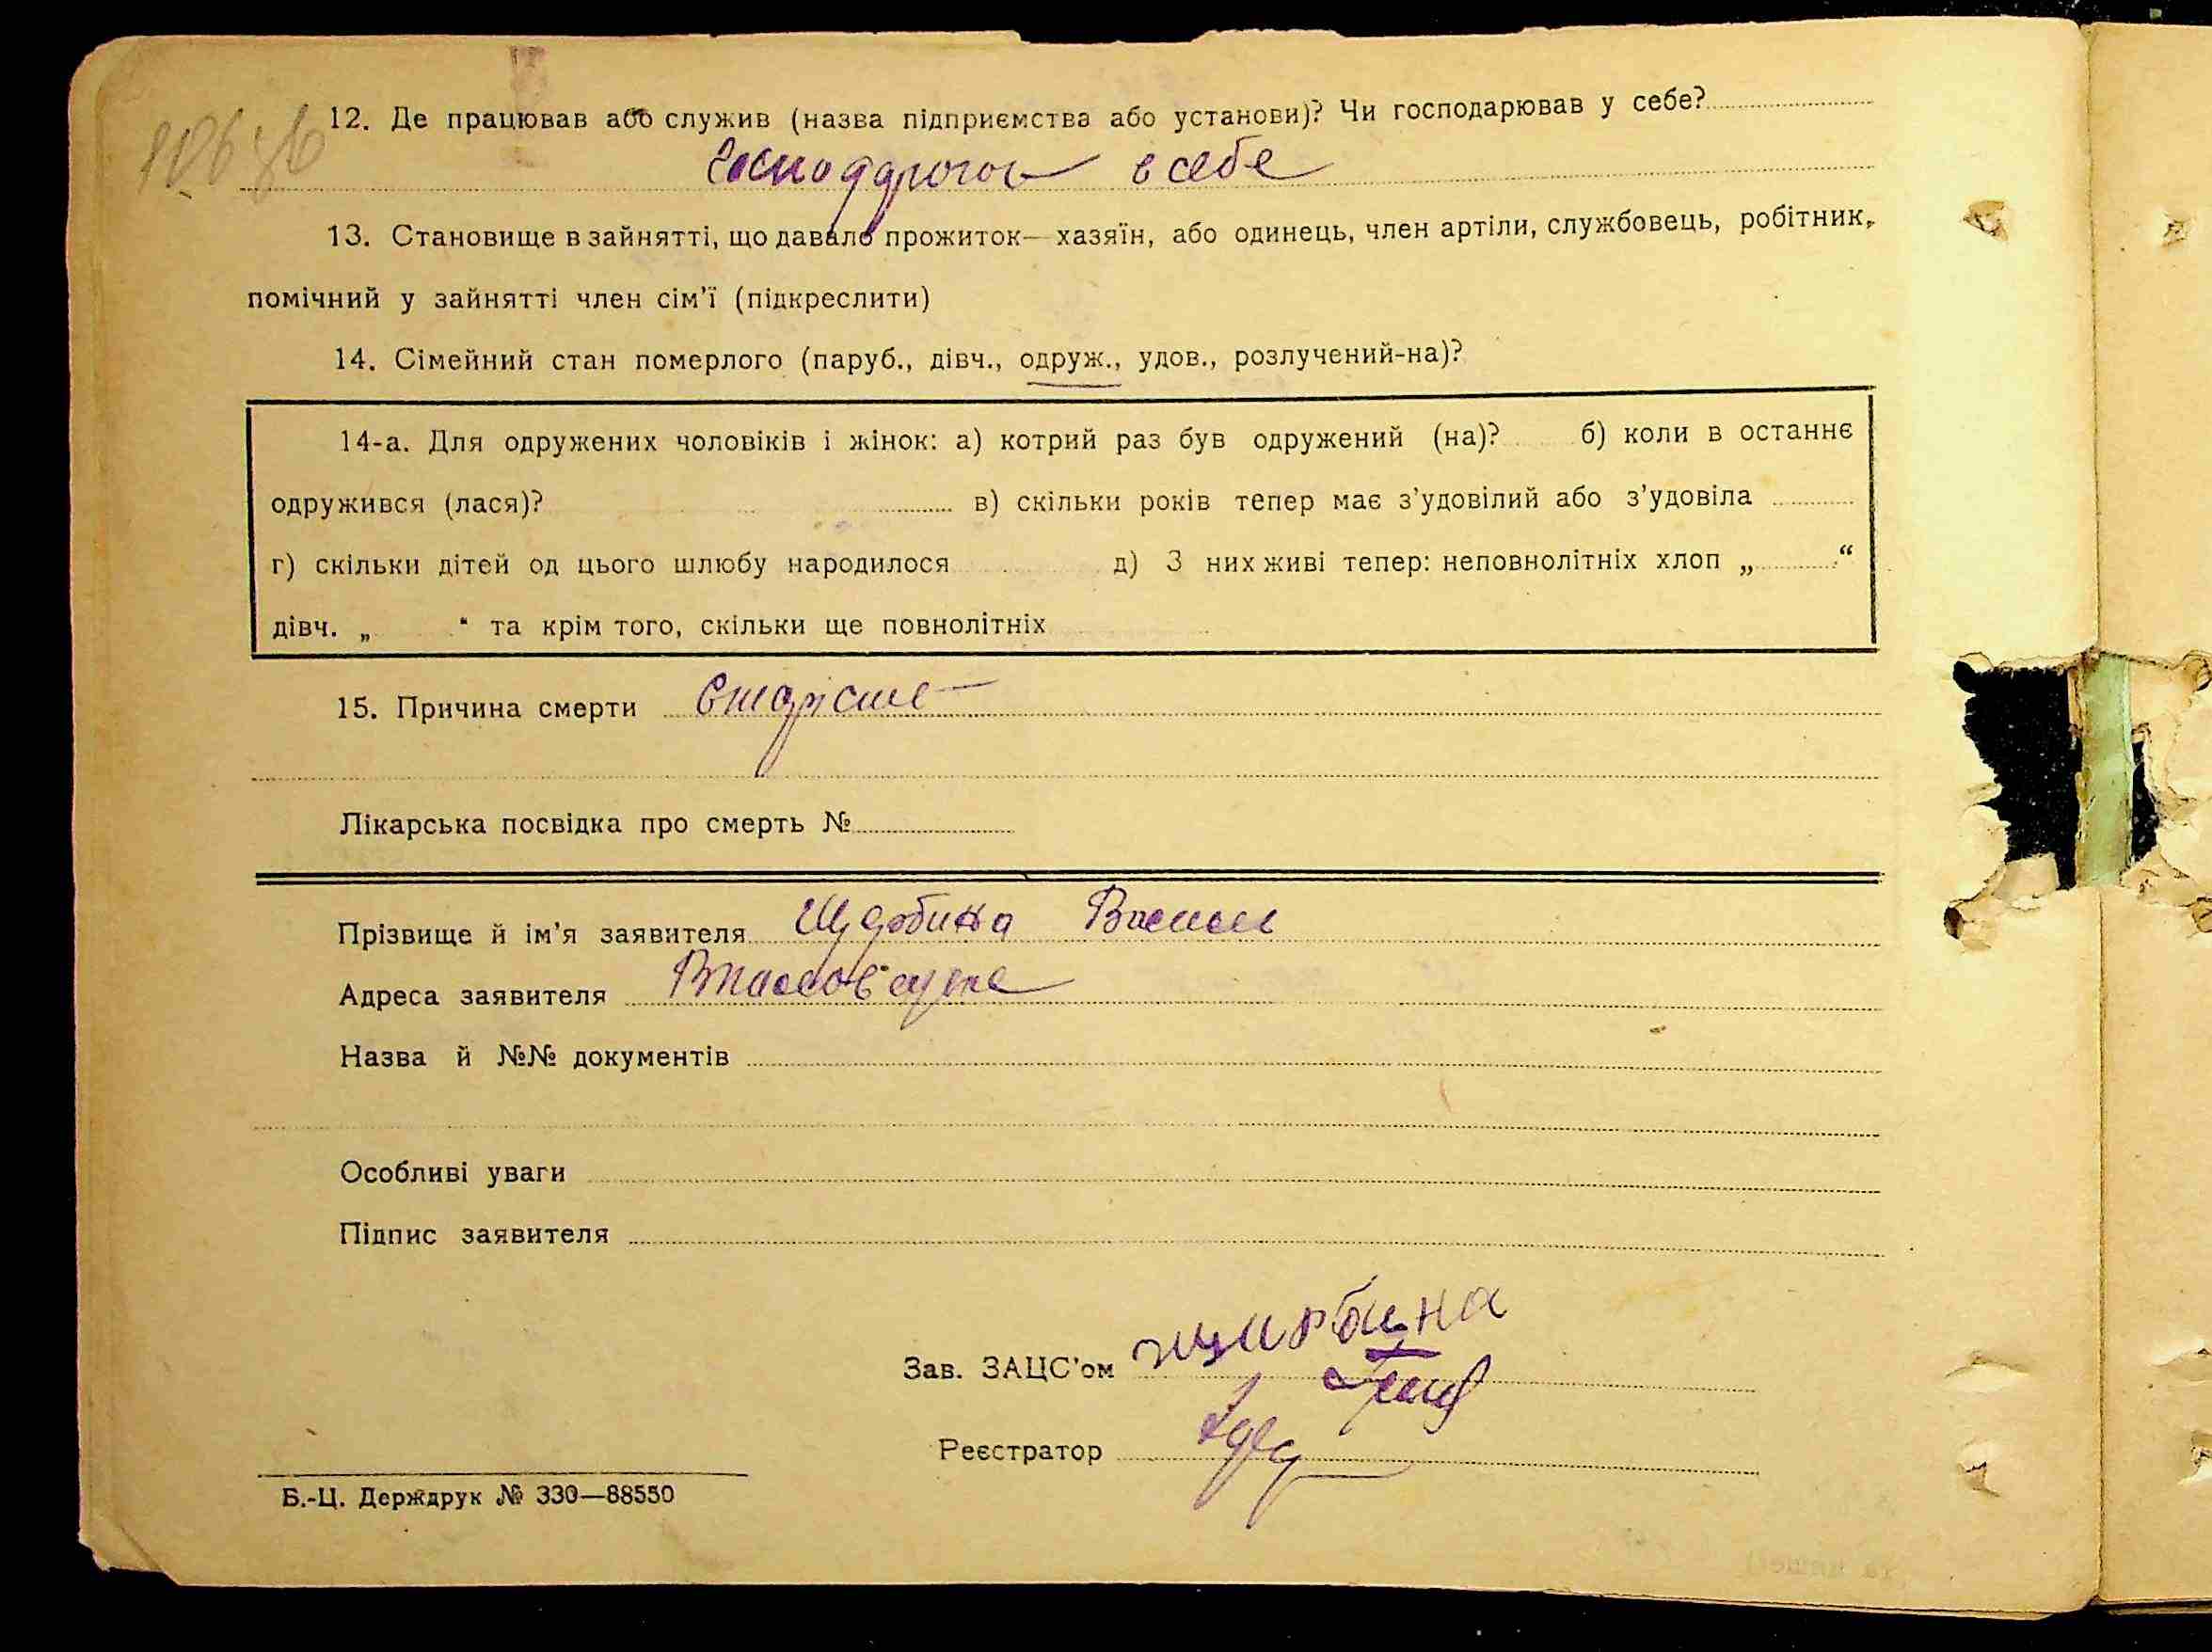 12. Де працював або служив (назва підприємства або установи)? Чи господарював у себе?
в себе
13. Становище в зайнятті, що давало прожиток—хазяїн, або одинець, член артіли, службовець, робітник,
помічний у зайнятті член сім’ї (підкреслити)
14. Сімейний стан померлого (паруб., дівч., одруж., удов., розлучений-на)?
14-а. Для одружених чоловіків і жінок: а) котрий раз був одружений (на)? б) коли в останнє
одружився (лася)? в) скільки років тепер має з’удовілий або з’удовіла
г) скільки дітей од цього шлюбу народилося д) З них живі тепер: неповнолітніх хлоп „ “
дівч. „ “ та крім того, скільки ще повнолітніх
15. Причина смерти
Лікарська посвідка про смерть №
Прізвище й ім’я заявителя Щербина Василь
Адреса заявителя
Назва й №№ документів
Особливі уваги
Підпис заявителя
Зав. ЗАЦС’ом
Реєстратор
Б.-Ц. Держдрук № 330—88550